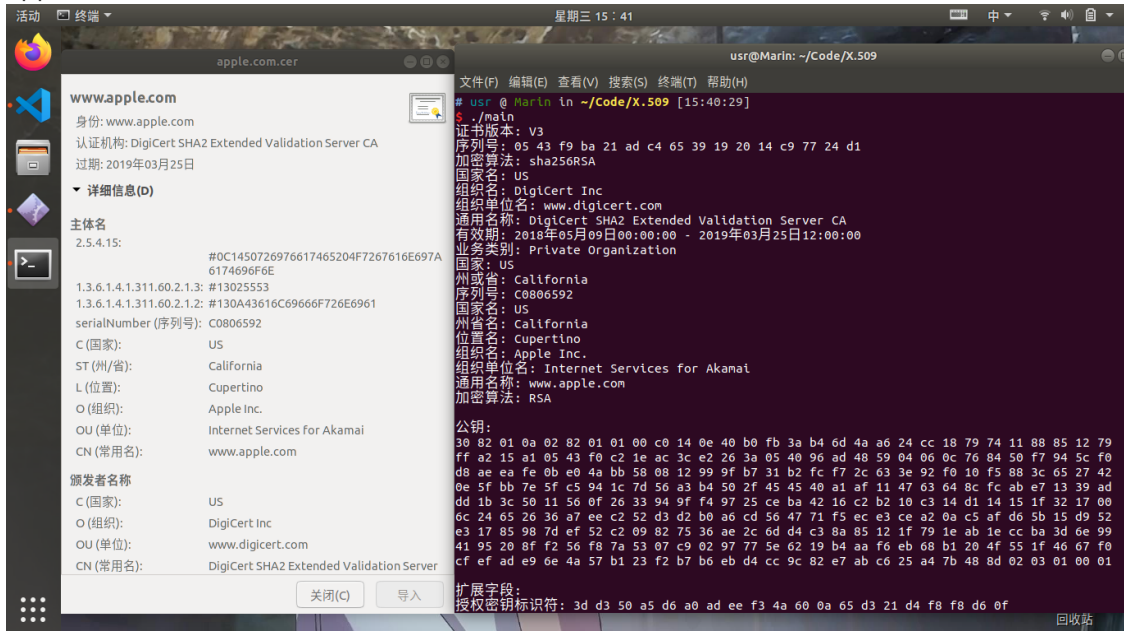 活动 终端 星期三 15：41 中
apple.com.cer
www.apple.com
身份: www.apple.com
认证机构: DigiCert SHA2 Extended Validation Server CA
过期: 2019年03月25日
详细信息(D)
主体名
2.5.4.15:
#0C1450726976617465204F7267616E697A
6174696F6E
1.3.6.1.4.1.311.60.2.1.3: #13025553
1.3.6.1.4.1.311.60.2.1.2: #130A43616C69666F726E6961
serialNumber (序列号): C0806592
C (国家): US
ST (州/省): California
L (位置): Cupertino
O (组织): Apple Inc.
OU (单位): Internet Services for Akamai
CN (常用名): www.apple.com
颁发者名称
C (国家): US
O (组织): DigiCert Inc
OU (单位): www.digicert.com
CN (常用名): DigiCert SHA2 Extended Validation Server
关闭(C) 导入
usr@Marin: ~/Code/X.509
文件(F) 编辑(E) 查看(V) 搜索(S) 终端(T) 帮助(H)
# usr @ Marin in ~/Code/X.509 [15:40:29]
$ ./main
证书版本: V3
序列号: 05 43 f9 ba 21 ad c4 65 39 19 20 14 c9 77 24 d1
加密算法: sha256RSA
国家名: US
组织名: DigiCert Inc
组织单位名: www.digicert.com
通用名称: DigiCert SHA2 Extended Validation Server CA
有效期: 2018年05月09日00:00:00 - 2019年03月25日12:00:00
业务类别: Private Organization
国家: US
州或省: California
序列号: C0806592
国家名: US
州省名: California
位置名: Cupertino
组织名: Apple Inc.
组织单位名: Internet Services for Akamai
通用名称: www.apple.com
加密算法: RSA
公钥:
30 82 01 0a 02 82 01 01 00 c0 14 0e 40 b0 fb 3a b4 6d 4a a6 24 cc 18 79 74 11 88 85 12 79
ff a2 15 a1 05 43 f0 c2 1e ac 3c e2 26 3a 05 40 96 ad 48 59 04 06 0c 76 84 50 f7 94 5c f0
d8 ae ea fe 0b e0 4a bb 58 08 12 99 9f b7 31 b2 fc f7 2c 63 3e 92 f0 10 f5 88 3c 65 27 42
0e 5f bb 7e 5f c5 94 1c 7d 56 a3 b4 50 2f 45 45 40 a1 af 11 47 63 64 8c fc ab e7 13 39 ad
dd 1b 3c 50 11 56 0f 26 33 94 9f f4 97 25 ce ba 42 16 c2 b2 10 c3 14 d1 14 15 1f 32 17 00
6c 24 65 26 36 a7 ee c2 52 d3 d2 b0 a6 cd 56 47 71 f5 ec e3 ce a2 0a c5 af d6 5b 15 d9 52
e3 17 85 98 7d ef 52 c2 09 82 75 36 ae 2c 6d d4 c3 8a 85 12 1f 79 1e ab 1e cc ba 3d 6e 99
41 95 20 8f f2 56 f8 7a 53 07 c9 02 97 77 5e 62 19 b4 aa f6 eb 68 b1 20 4f 55 1f 46 67 f0
cf ef ad e9 6e 4a 57 b1 23 f2 b7 b6 eb d4 cc 9c 82 e7 ab c6 25 a4 7b 48 8d 02 03 01 00 01
扩展字段:
授权密钥标识符: 3d d3 50 a5 d6 a0 ad ee f3 4a 60 0a 65 d3 21 d4 f8 f8 d6 0f
回收站